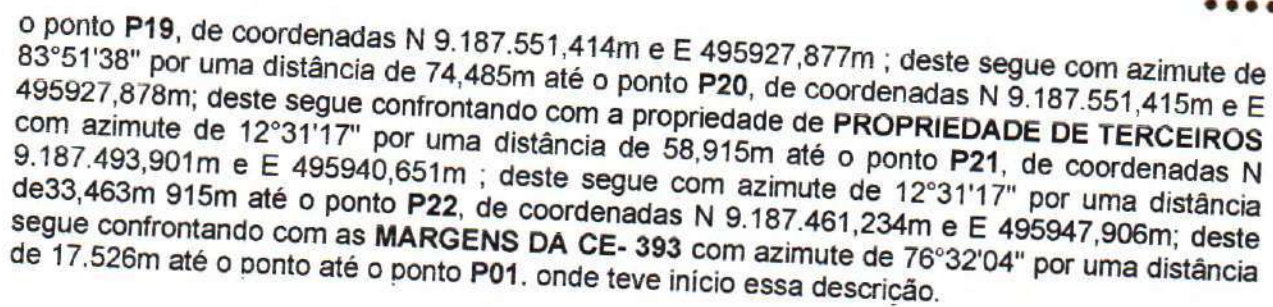 o ponto P19, de coordenadas N 9.187.551,414m e E 495927,877m ; deste segue com azimute de
83°51'38" por uma distância de 74,485m até o ponto P20, de coordenadas N 9.187.551,415m e E
495927,878m; deste segue confrontando com a propriedade de PROPRIEDADE DE TERCEIROS
com azimute de 12°31'17" por uma distância de 58,915m até o ponto P21, de coordenadas N
9.187.493,901m e E 495940,651m ; deste segue com azimute de 12°31'17" por uma distância
de33,463m 915m até o ponto P22, de coordenadas N 9.187.461,234m e E 495947,906m; deste
segue confrontando com as MARGENS DA CE- 393 com azimute de 76°32'04" por uma distância
de 17.526m até o ponto até o ponto P01. onde teve início essa descrição.